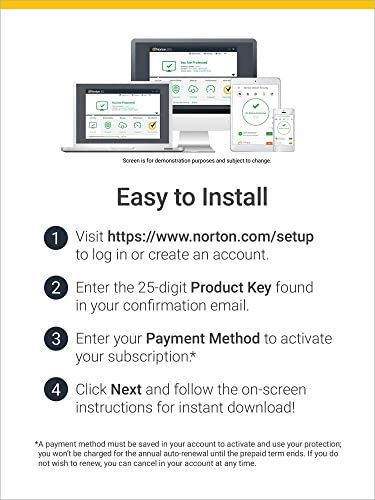 Norton
You Are Protected
Screen is for demonstration purposes and subject to change.
Easy to Install
1 Visit https://www.norton.com/setup
to log in or create an account.
2 Enter the 25-digit Product Key found
in your confirmation email.
3 Enter your Payment Method to activate
your subscription.*
4 Click Next and follow the on-screen
instructions for instant download!
*A payment method must be saved in your account to activate and use your protection;
you won't be charged for the annual auto-renewal until the prepaid term ends. If you do
not wish to renew, you can cancel in your account at any time.